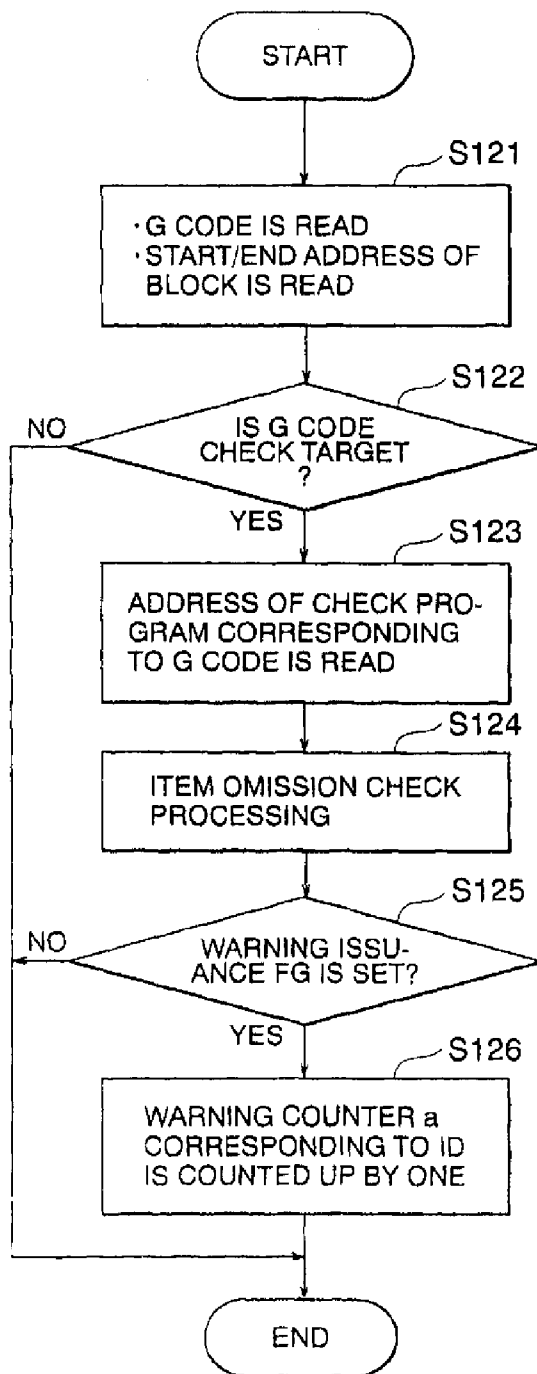 START
S121
·G CODE IS READ
·START/END ADDRESS OF
BLOCK IS READ
S122
NO
IS G CODE
CHECK TARGET
?
YES
S123
ADDRESS OF CHECK PRO-
GRAM CORRESPONDING
TO G CODE IS READ
S124
ITEM OMISSION CHECK
PROCESSING
S125
NO
WARNING ISSU-
ANCE FG IS SET?
YES
S126
WARNING COUNTER a
CORRESPONDING TO ID
IS COUNTED UP BY ONE
END